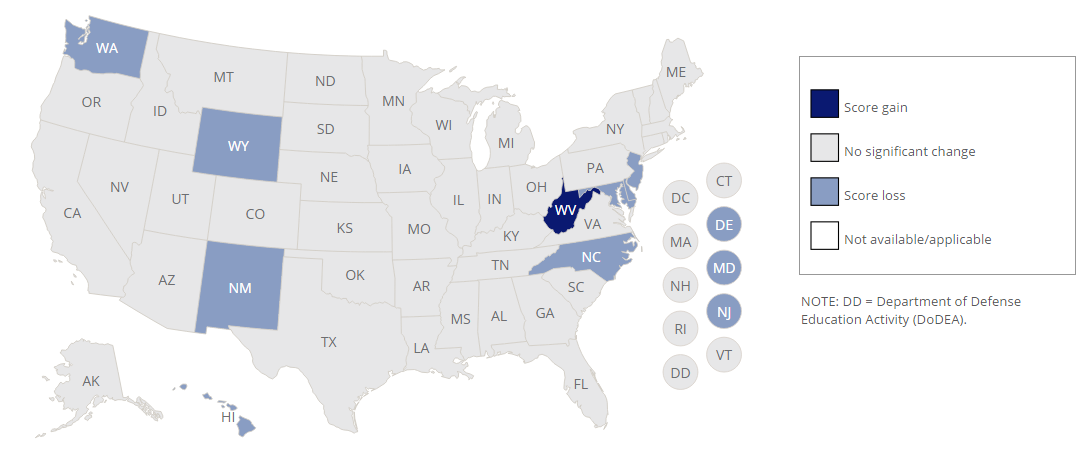 WA
MT
ND
MN
ME
OR
ID
SD
WI
NY
MI
WY
IA
PA
NE
NV
UT
CO
IL
IN
OH
WV
VA
CA
KS
MO
KY
NC
TN
AZ
NM
OK
AR
SC
MS
AL
GA
TX
LA
AK
FL
HI
CT
DC
DE
MA
MD
NH
NJ
RI
VT
DD
Score gain
No significant change
Score loss
Not available/applicable
NOTE: DD = Department of Defense
Education Activity (DoDEA).